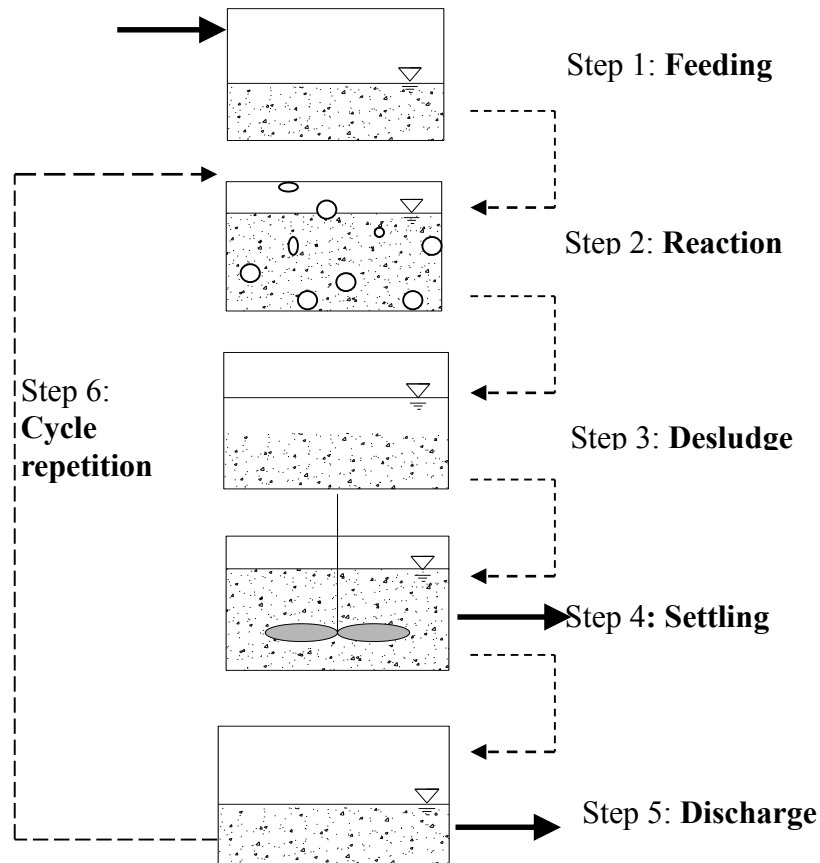 Step 1: Feeding
Step 2: Reaction
Step 6:
Cycle
repetition
Step 3: Desludge
Step 4: Settling
Step 5: Discharge